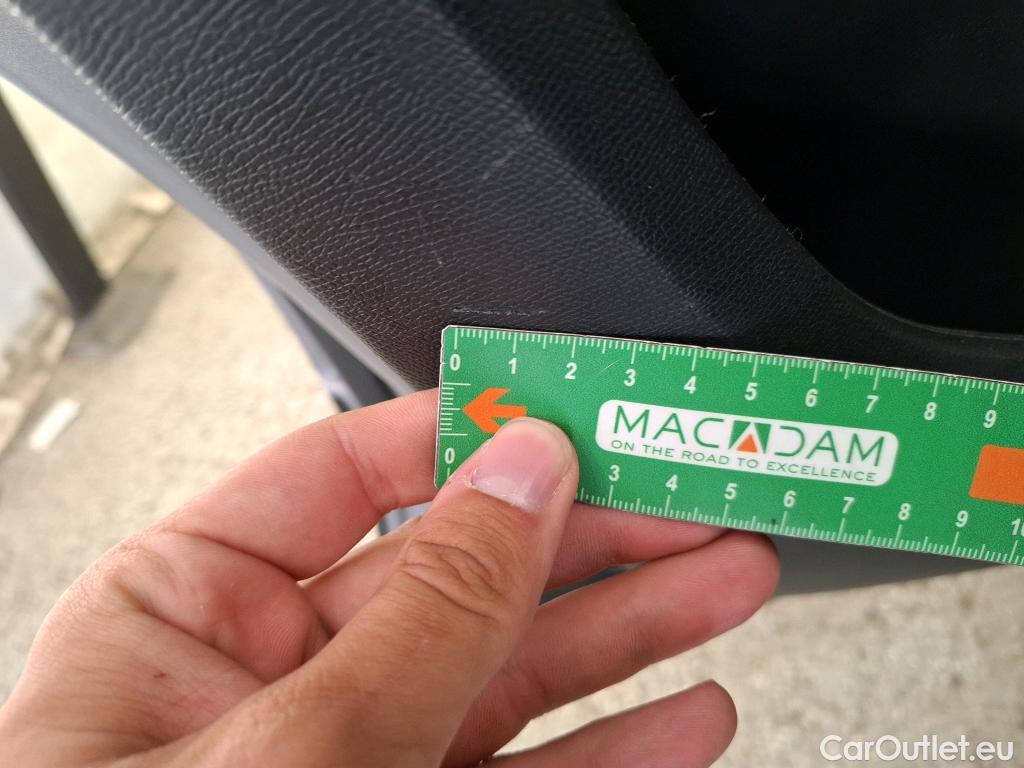 0 1 2 3 4 5 6 7 8 9
MACADAM
ON THE ROAD TO EXCELLENCE
0 3 4 5 6 7 8 9 10
CarOutlet.eu